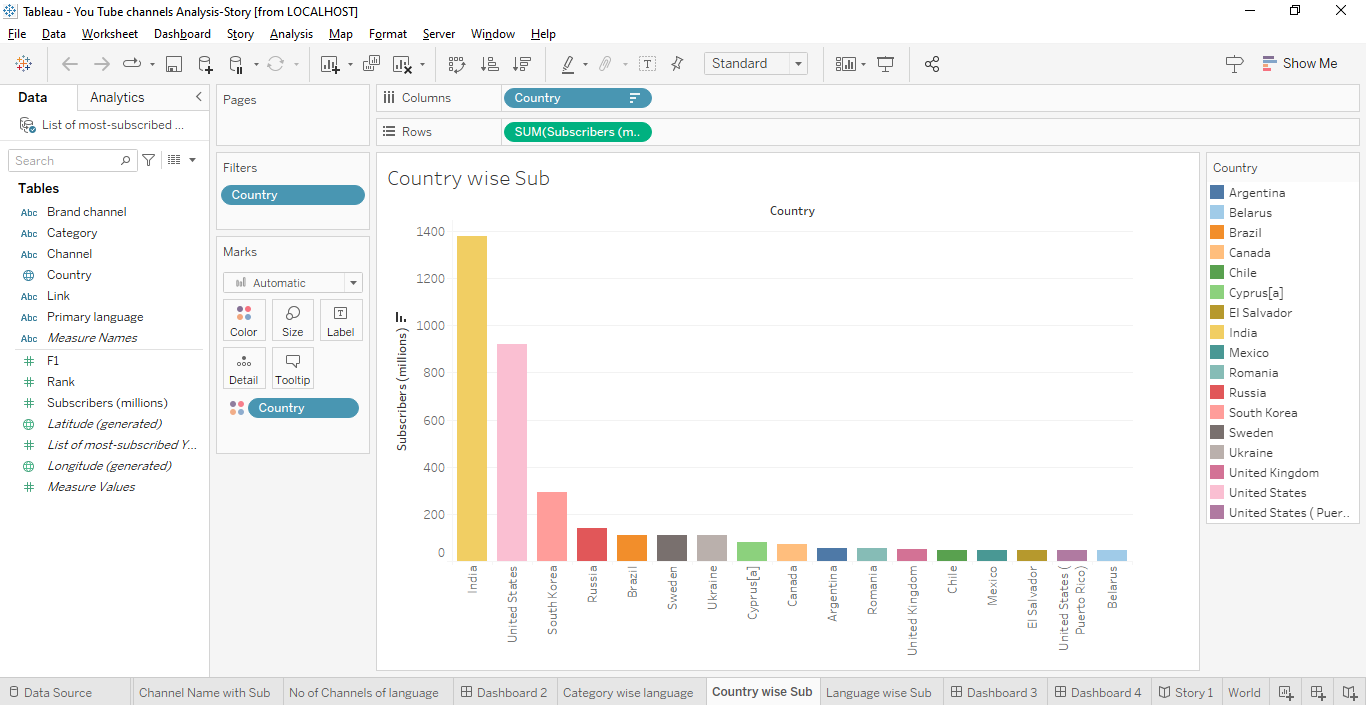 Tableau - You Tube channels Analysis-Story [from LOCALHOST]
File Data Worksheet Dashboard Story Analysis Map Format Server Window Help
Standard
Show Me
Data Analytics
List of most-subscribed ...
Search
Tables
Abc Brand channel
Abc Category
Abc Channel
Country
Abc Link
Abc Primary language
Abc Measure Names
F1
Rank
Subscribers (millions)
Latitude (generated)
List of most-subscribed Y...
Longitude (generated)
Measure Values
Pages
Filters
Country
Marks
Automatic
Color Size Label
Detail Tooltip
Country
Columns Country
Rows SUM(Subscribers (m..
Country wise Sub
Country
Subscribers (millions)
1400
1200
1000
800
600
400
200
0
India
United States
South Korea
Russia
Brazil
Sweden
Ukraine
Cyprus[a]
Canada
Argentina
Romania
United Kingdom
Chile
Mexico
El Salvador
United States (
Puerto Rico)
Belarus
Country
Argentina
Belarus
Brazil
Canada
Chile
Cyprus[a]
El Salvador
India
Mexico
Romania
Russia
South Korea
Sweden
Ukraine
United Kingdom
United States
United States ( Puer..
Data Source Channel Name with Sub No of Channels of language Dashboard 2 Category wise language Country wise Sub Language wise Sub Dashboard 3 Dashboard 4 Story 1 World